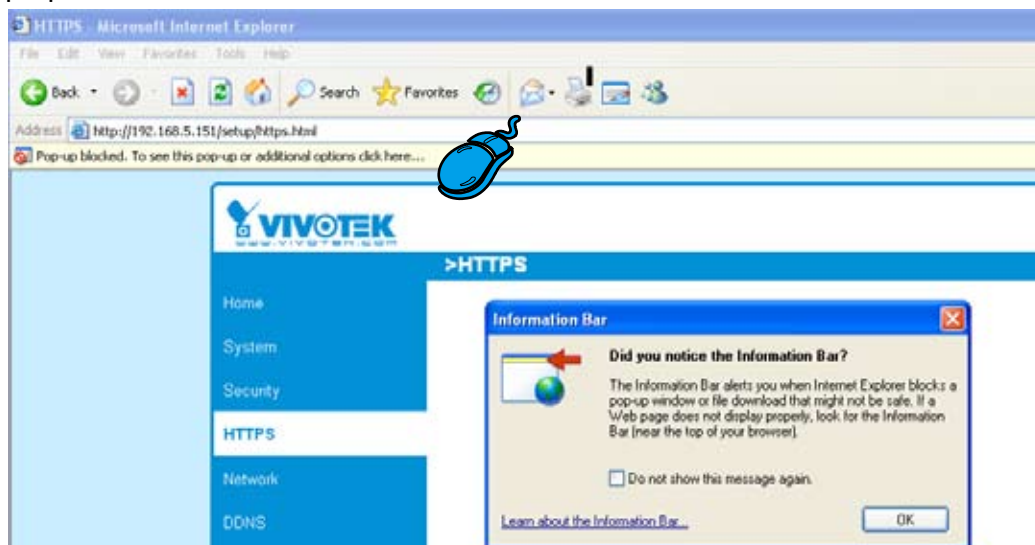 HTTPS - Microsoft Internet Explorer
File Edit View Favorites Tools Help
Back Search Favorites
Address http://192.168.5.151/setup/https.html
Pop-up blocked. To see this pop-up or additional options click here...
VIVOTEK
www.vivotek.com
>HTTPS
Home
System
Security
HTTPS
Network
DDNS
Information Bar
Did you notice the Information Bar?
The Information Bar alerts you when Internet Explorer blocks a
pop-up window or file download that might not be safe. If a
Web page does not display properly, look for the Information
Bar (near the top of your browser).
Do not show this message again.
Learn about the Information Bar...
OK